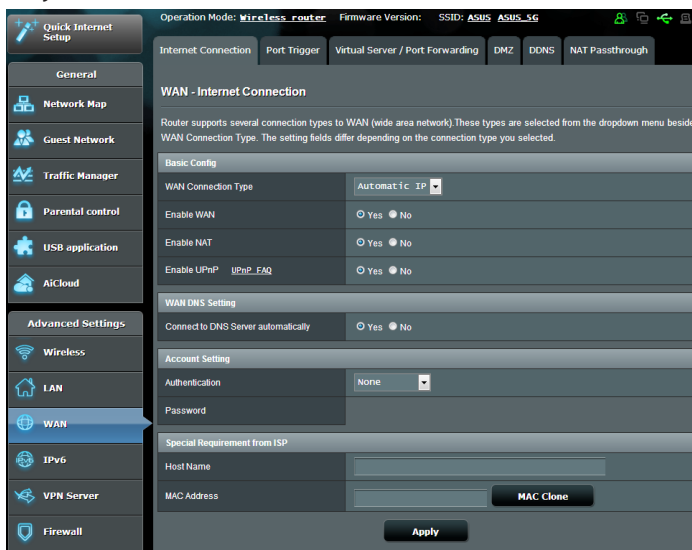 Quick Internet
Setup
General
Network Map
Guest Network
Traffic Manager
Parental control
USB application
AiCloud
Advanced Settings
Wireless
LAN
WAN
IPv6
VPN Server
Firewall
Operation Mode: Wireless router Firmware Version: SSID: ASUS ASUS_5G
Internet Connection Port Trigger Virtual Server / Port Forwarding DMZ DDNS NAT Passthrough
WAN - Internet Connection
Router supports several connection types to WAN (wide area network).These types are selected from the dropdown menu beside
WAN Connection Type. The setting fields differ depending on the connection type you selected.
Basic Config
WAN Connection Type Automatic IP
Enable WAN Yes No
Enable NAT Yes No
Enable UPnP UPnP FAQ Yes No
WAN DNS Setting
Connect to DNS Server automatically Yes No
Account Setting
Authentication None
Password
Special Requirement from ISP
Host Name
MAC Address MAC Clone
Apply